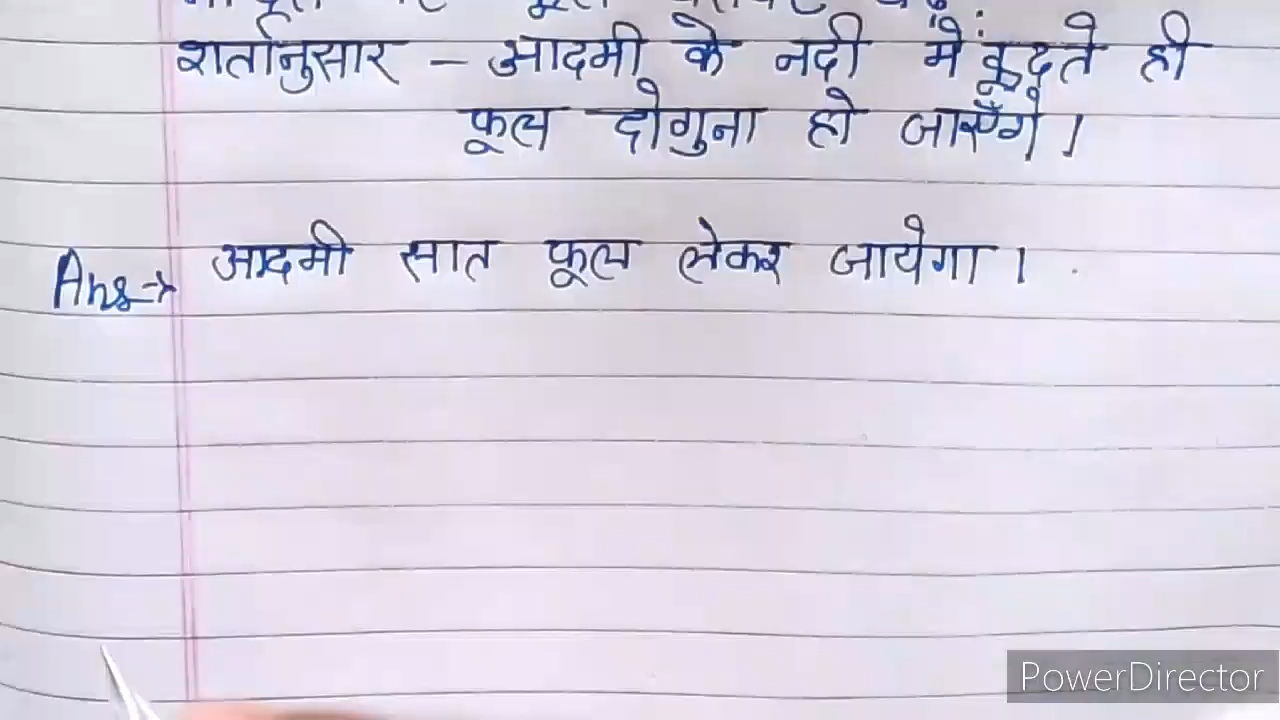 शर्तानुसार - आदमी के नदी में कूदते ही
फूल दोगुना हो जाएँगे।
Ans→ आदमी सात फूल लेकर जायेगा।
PowerDirector